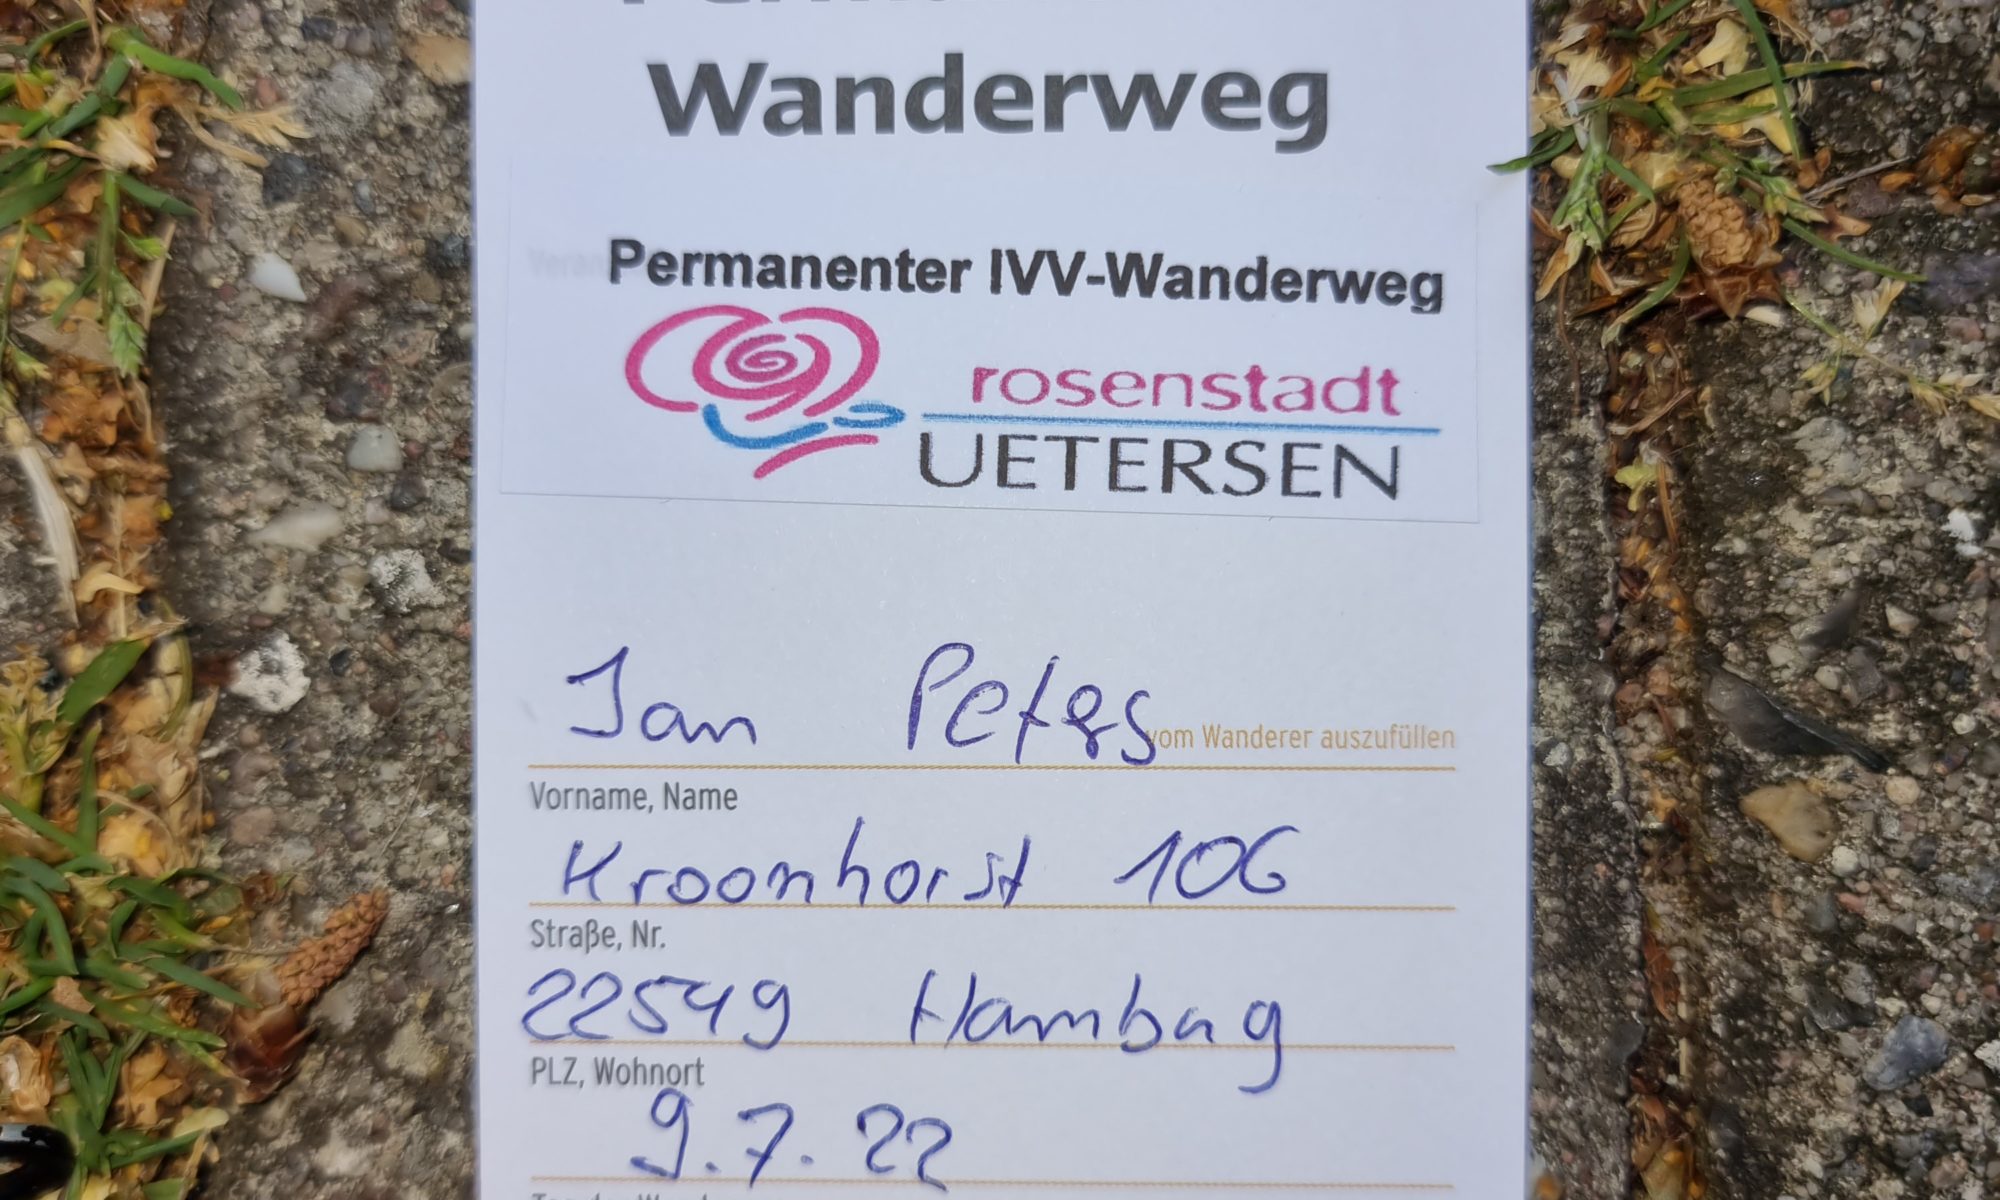 Wanderweg
Permanenter IVV-Wanderweg
rosenstadt
UETERSEN
Jan Peters
vom Wanderer auszufüllen
Vorname, Name
Kroonhorst 106
Straße, Nr.
22549 Hamburg
PLZ, Wohnort
9.7.22